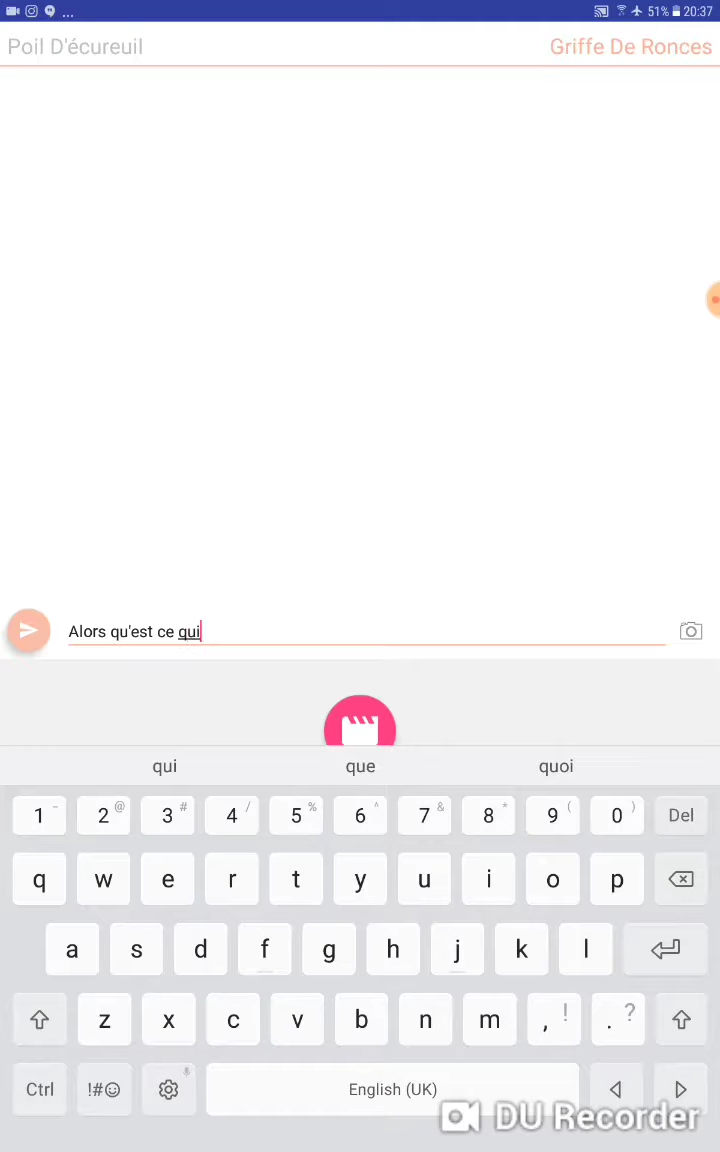 ... 51% 20:37
Poil D'écureuil Griffe De Ronces
Alors qu'est ce qui
qui que quoi
1 - 2 @ 3 # 4 / 5 % 6 ^ 7 & 8 * 9 ( 0 ) Del
q w e r t y u i o p
a s d f g h j k l
z x c v b n m , ! . ?
Ctrl !#☺ English (UK)
DU Recorder